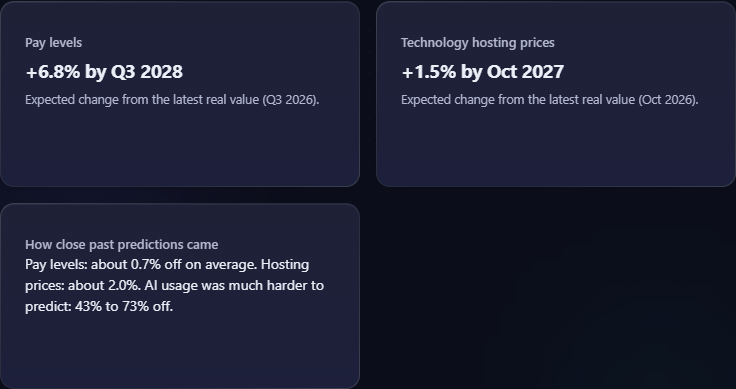 Pay levels
+6.8% by Q3 2028
Expected change from the latest real value (Q3 2026).
Technology hosting prices
+1.5% by Oct 2027
Expected change from the latest real value (Oct 2026).
How close past predictions came
Pay levels: about 0.7% off on average. Hosting
prices: about 2.0%. AI usage was much harder to
predict: 43% to 73% off.